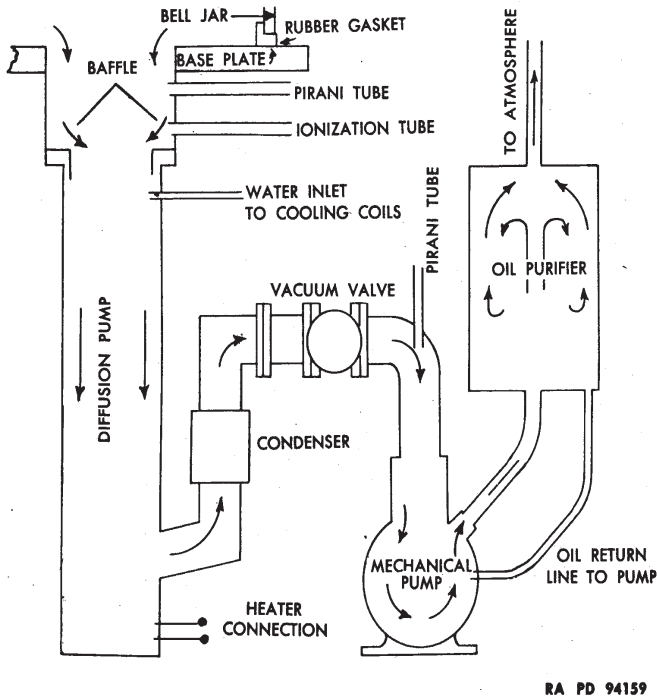 BELL JAR
RUBBER GASKET
BASE PLATE
BAFFLE
PIRANI TUBE
IONIZATION TUBE
WATER INLET
TO COOLING COILS
TO ATMOSPHERE
PIRANI TUBE
OIL PURIFIER
VACUUM VALVE
DIFFUSION PUMP
CONDENSER
MECHANICAL
PUMP
OIL RETURN
LINE TO PUMP
HEATER
CONNECTION
RA PD 94159